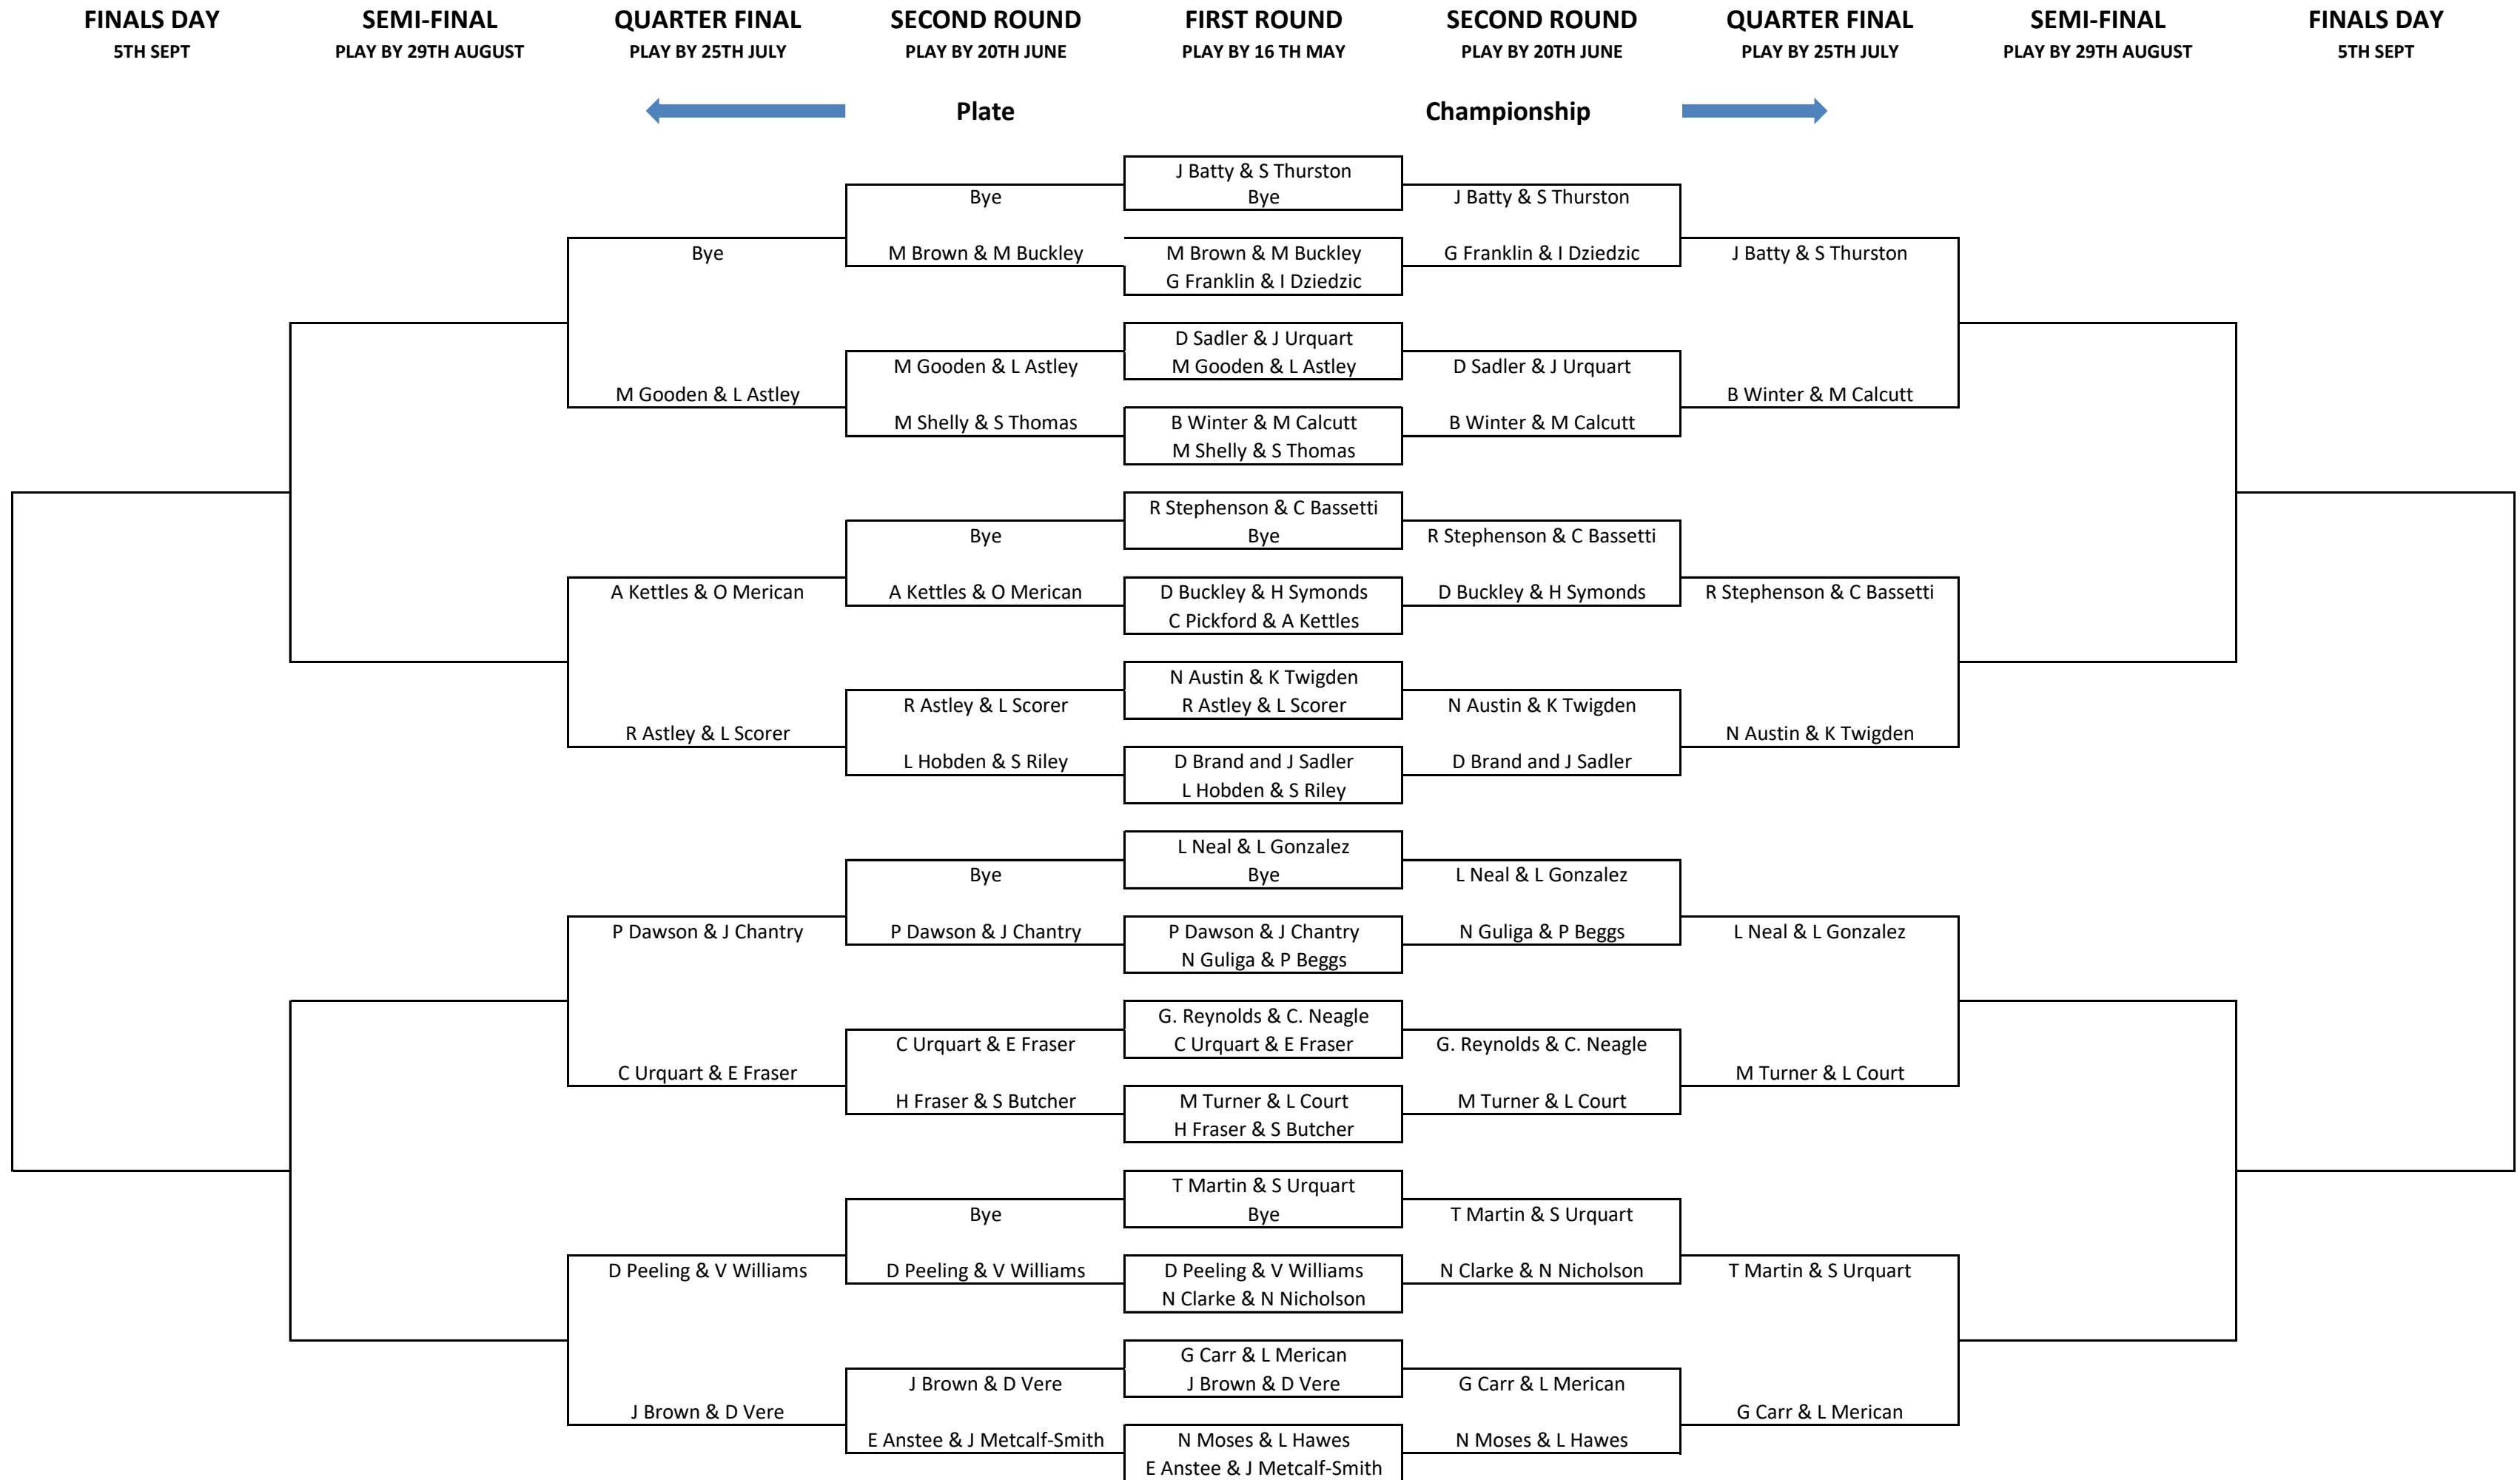 FINALS DAY SEMI-FINAL QUARTER FINAL SECOND ROUND FIRST ROUND SECOND ROUND QUARTER FINAL SEMI-FINAL FINALS DAY
5TH SEPT PLAY BY 29TH AUGUST PLAY BY 25TH JULY PLAY BY 20TH JUNE PLAY BY 16 TH MAY PLAY BY 20TH JUNE PLAY BY 25TH JULY PLAY BY 29TH AUGUST 5TH SEPT
Plate Championship
J Batty & S Thurston
Bye Bye J Batty & S Thurston
Bye M Brown & M Buckley M Brown & M Buckley G Franklin & I Dziedzic J Batty & S Thurston
G Franklin & I Dziedzic
D Sadler & J Urquart
M Gooden & L Astley M Gooden & L Astley D Sadler & J Urquart
M Gooden & L Astley B Winter & M Calcutt
M Shelly & S Thomas B Winter & M Calcutt B Winter & M Calcutt
M Shelly & S Thomas
R Stephenson & C Bassetti
Bye Bye R Stephenson & C Bassetti
A Kettles & O Merican A Kettles & O Merican D Buckley & H Symonds D Buckley & H Symonds R Stephenson & C Bassetti
C Pickford & A Kettles
N Austin & K Twigden
R Astley & L Scorer R Astley & L Scorer N Austin & K Twigden
R Astley & L Scorer N Austin & K Twigden
L Hobden & S Riley D Brand and J Sadler D Brand and J Sadler
L Hobden & S Riley
L Neal & L Gonzalez
Bye Bye L Neal & L Gonzalez
P Dawson & J Chantry P Dawson & J Chantry P Dawson & J Chantry N Guliga & P Beggs L Neal & L Gonzalez
N Guliga & P Beggs
G. Reynolds & C. Neagle
C Urquart & E Fraser C Urquart & E Fraser G. Reynolds & C. Neagle
C Urquart & E Fraser M Turner & L Court
H Fraser & S Butcher M Turner & L Court M Turner & L Court
H Fraser & S Butcher
T Martin & S Urquart
Bye Bye T Martin & S Urquart
D Peeling & V Williams D Peeling & V Williams D Peeling & V Williams N Clarke & N Nicholson T Martin & S Urquart
N Clarke & N Nicholson
G Carr & L Merican
J Brown & D Vere J Brown & D Vere G Carr & L Merican
J Brown & D Vere G Carr & L Merican
E Anstee & J Metcalf-Smith N Moses & L Hawes N Moses & L Hawes
E Anstee & J Metcalf-Smith